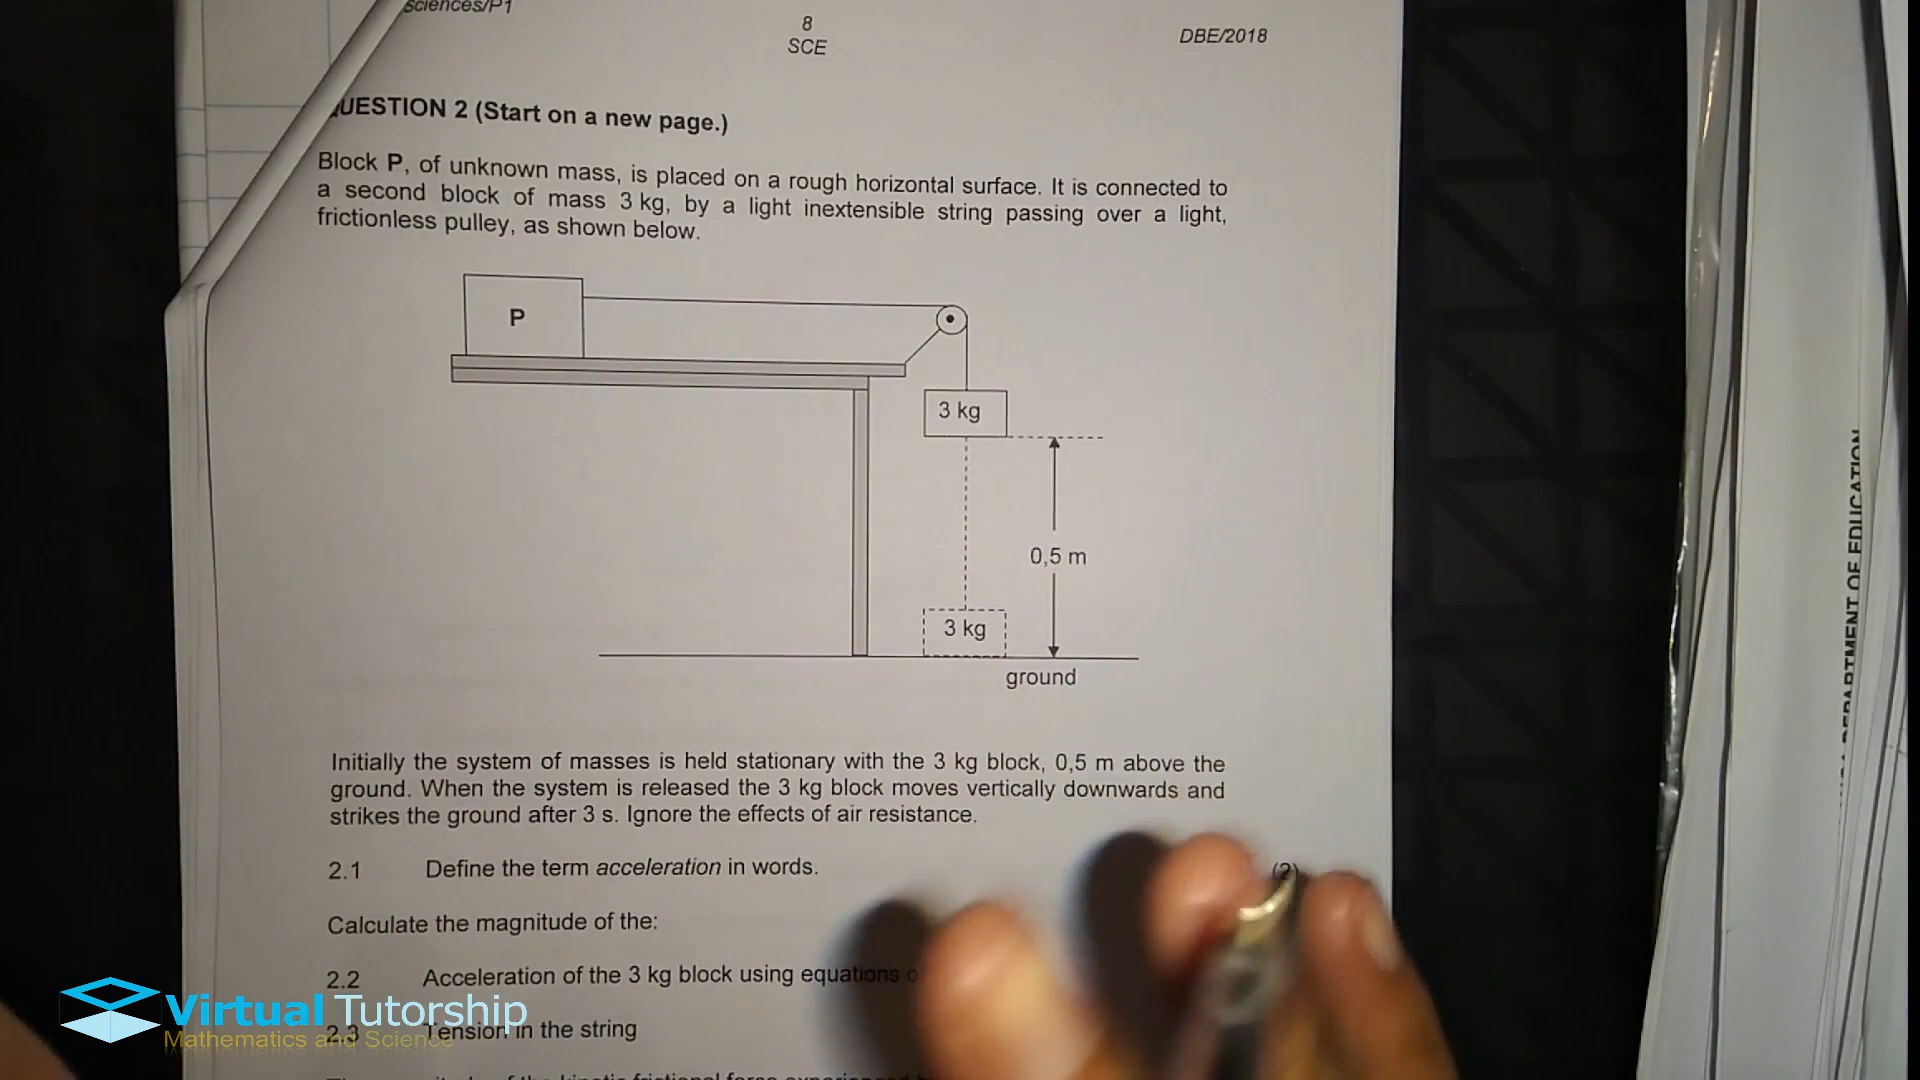 Sciences/P1
8
SCE
DBE/2018
QUESTION 2 (Start on a new page.)
Block P, of unknown mass, is placed on a rough horizontal surface. It is connected to
a second block of mass 3 kg, by a light inextensible string passing over a light,
frictionless pulley, as shown below.
P
3 kg
0,5 m
3 kg
ground
Initially the system of masses is held stationary with the 3 kg block, 0,5 m above the
ground. When the system is released the 3 kg block moves vertically downwards and
strikes the ground after 3 s. Ignore the effects of air resistance.
2.1 Define the term acceleration in words. (2)
Calculate the magnitude of the:
2.2 Acceleration of the 3 kg block using equations
2.3 Tension in the string
Virtual Tutorship
Mathematics and Science
DEPARTMENT OF EDUCATION